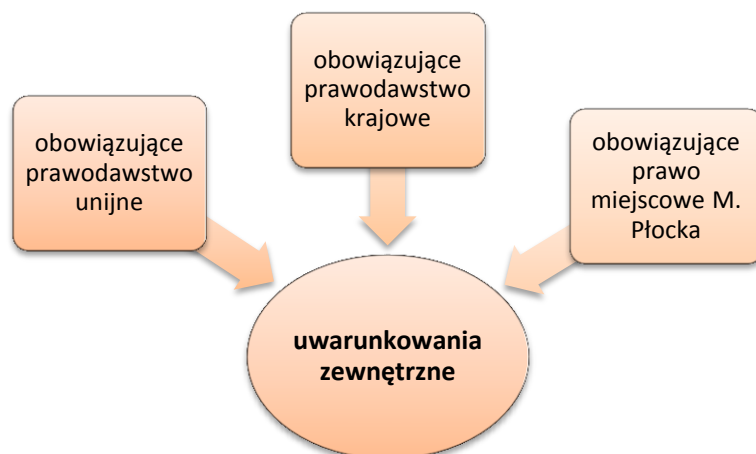 obowiązujące
prawodawstwo
unijne
obowiązujące
prawodawstwo
krajowe
obowiązujące
prawo
miejscowe M.
Płocka
uwarunkowania
zewnętrzne